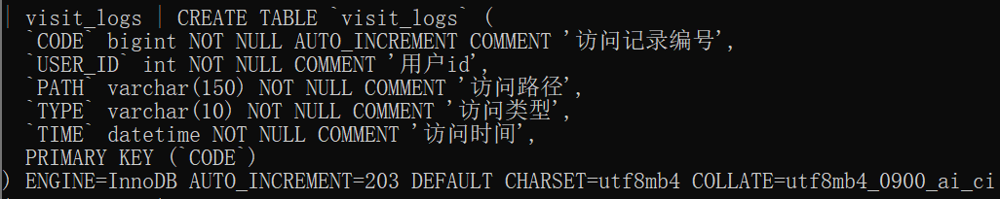 | visit_logs | CREATE TABLE `visit_logs` (
`CODE` bigint NOT NULL AUTO_INCREMENT COMMENT '访问记录编号',
`USER_ID` int NOT NULL COMMENT '用户id',
`PATH` varchar(150) NOT NULL COMMENT '访问路径',
`TYPE` varchar(10) NOT NULL COMMENT '访问类型',
`TIME` datetime NOT NULL COMMENT '访问时间',
PRIMARY KEY (`CODE`)
) ENGINE=InnoDB AUTO_INCREMENT=203 DEFAULT CHARSET=utf8mb4 COLLATE=utf8mb4_0900_ai_ci